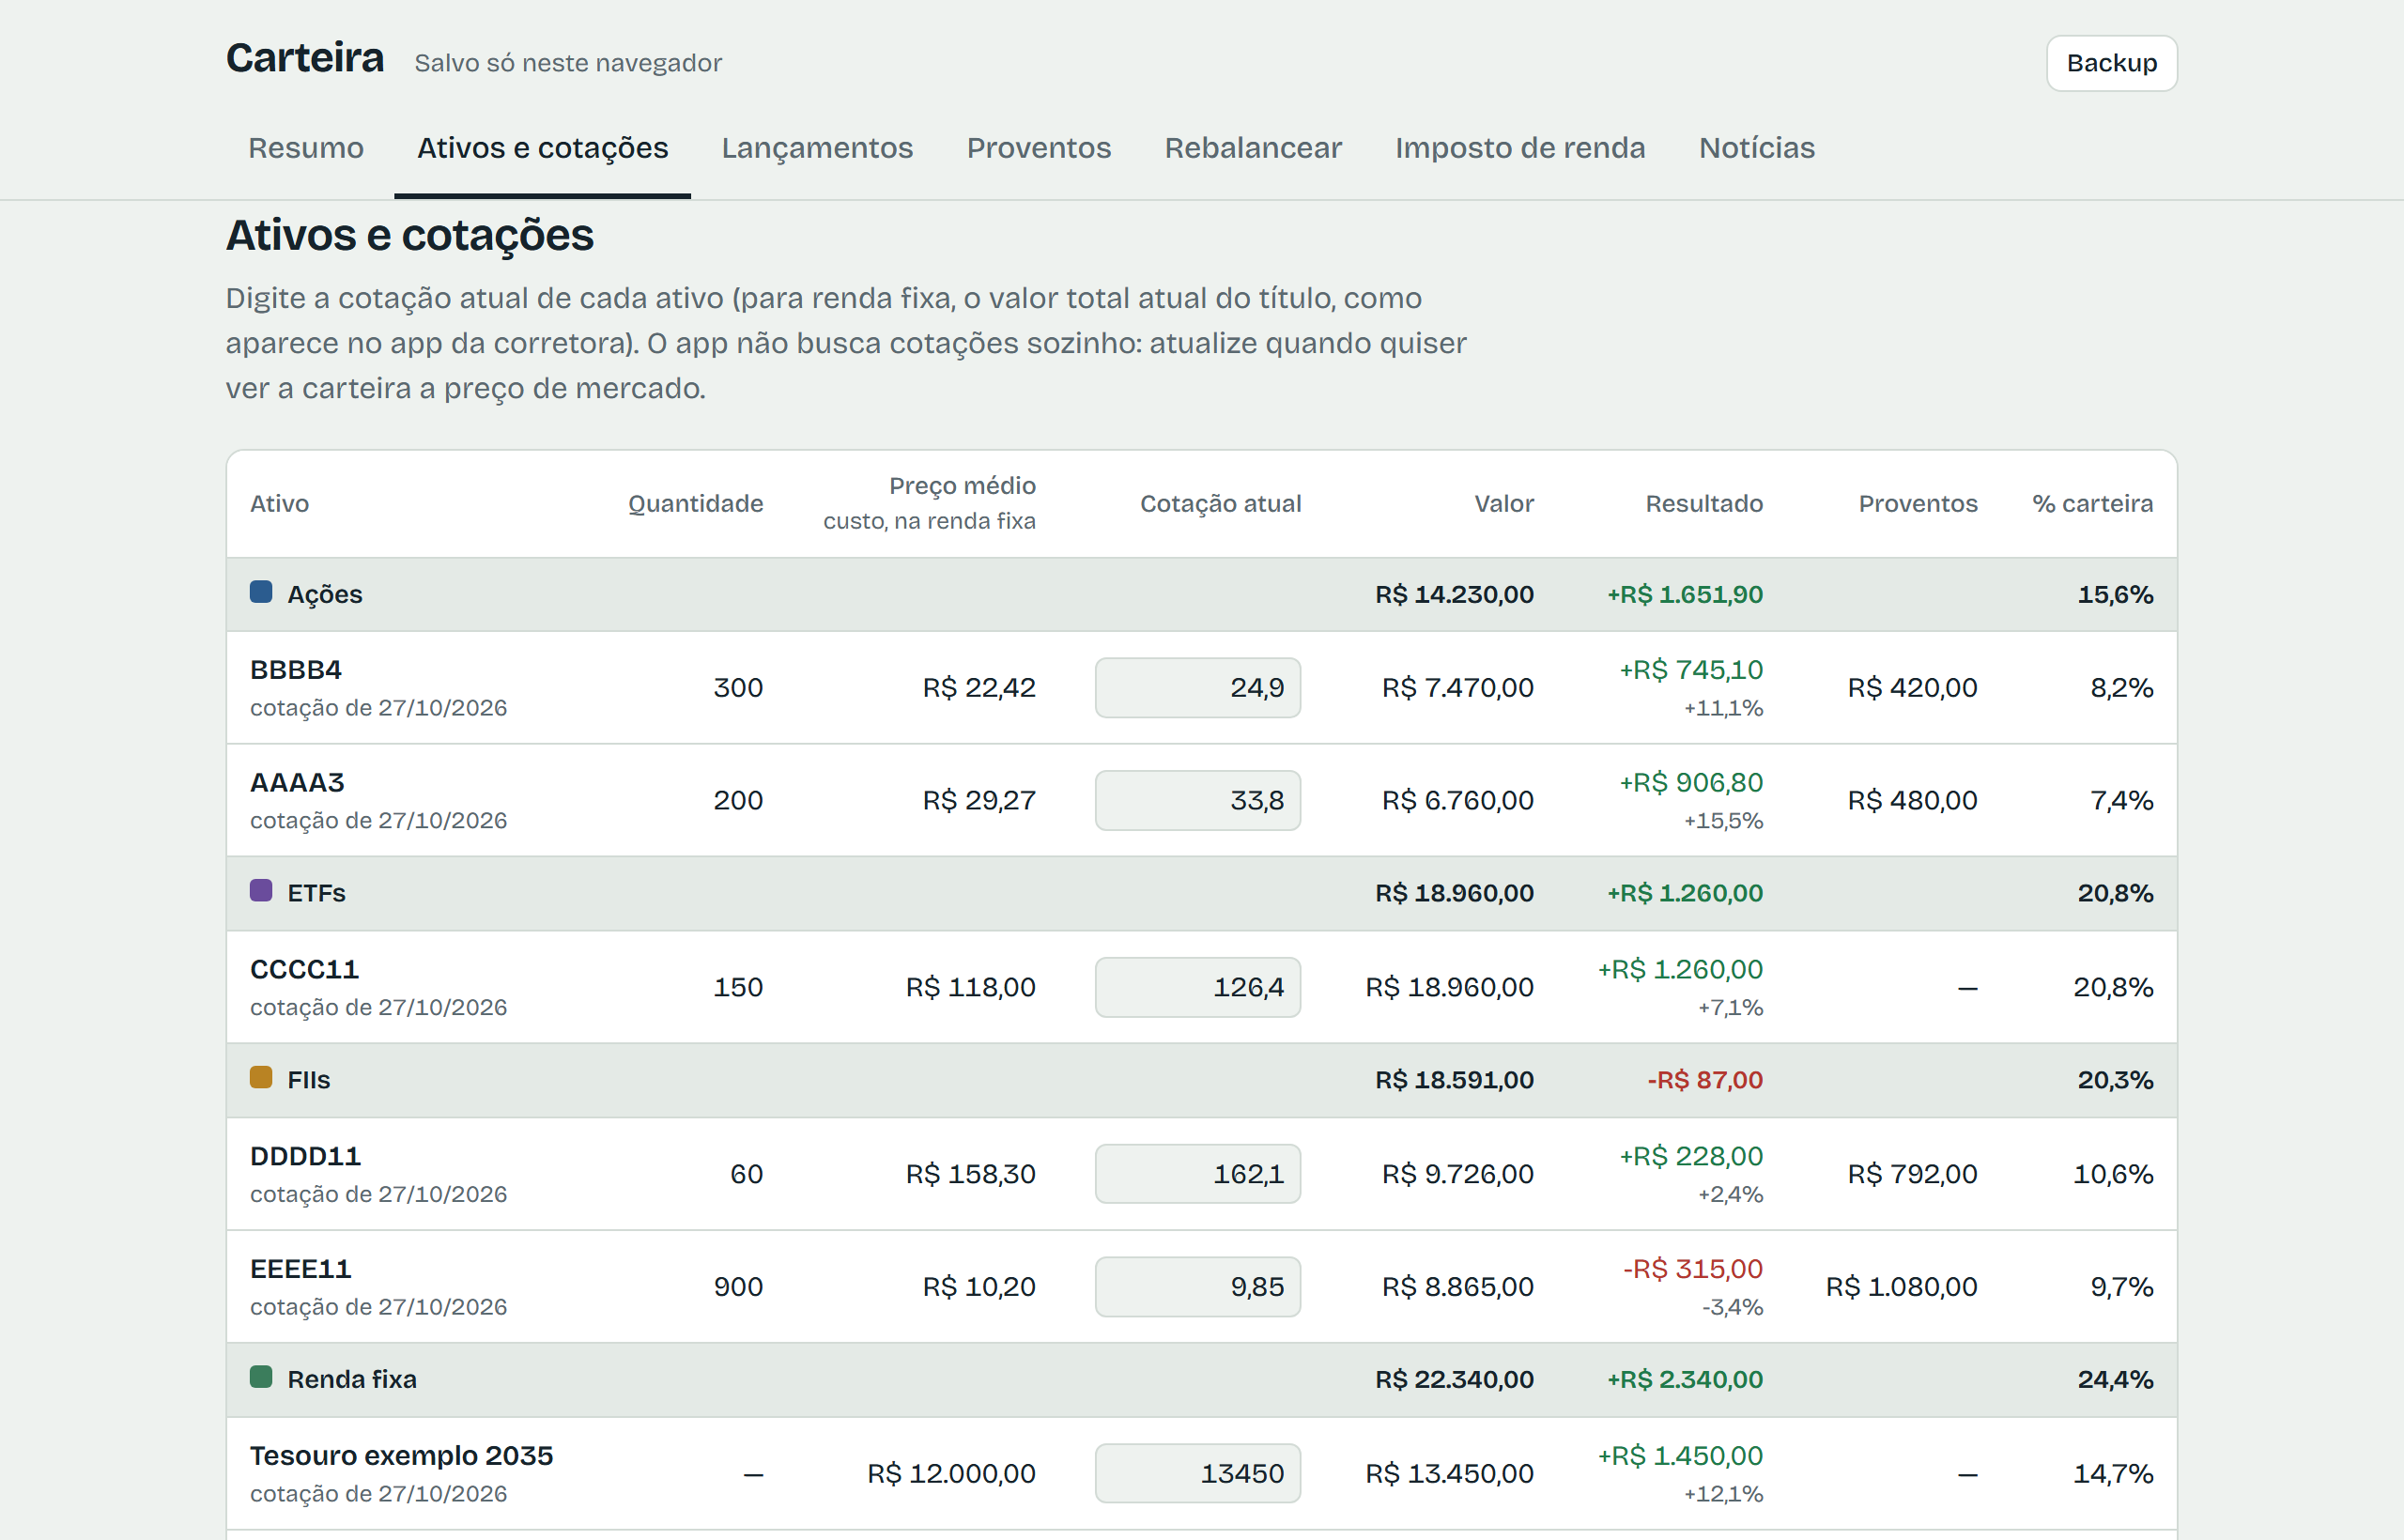 Carteira Salvo só neste navegador Backup
Resumo Ativos e cotações Lançamentos Proventos Rebalancear Imposto de renda Notícias
Ativos e cotações
Digite a cotação atual de cada ativo (para renda fixa, o valor total atual do título, como
aparece no app da corretora). O app não busca cotações sozinho: atualize quando quiser
ver a carteira a preço de mercado.
Ativo Quantidade Preço médio custo, na renda fixa Cotação atual Valor Resultado Proventos % carteira
Ações R$ 14.230,00 +R$ 1.651,90 15,6%
BBBB4 300 R$ 22,42 24,9 R$ 7.470,00 +R$ 745,10 R$ 420,00 8,2%
cotação de 27/10/2026 +11,1%
AAAA3 200 R$ 29,27 33,8 R$ 6.760,00 +R$ 906,80 R$ 480,00 7,4%
cotação de 27/10/2026 +15,5%
ETFs R$ 18.960,00 +R$ 1.260,00 20,8%
CCCC11 150 R$ 118,00 126,4 R$ 18.960,00 +R$ 1.260,00 — 20,8%
cotação de 27/10/2026 +7,1%
FIIs R$ 18.591,00 -R$ 87,00 20,3%
DDDD11 60 R$ 158,30 162,1 R$ 9.726,00 +R$ 228,00 R$ 792,00 10,6%
cotação de 27/10/2026 +2,4%
EEEE11 900 R$ 10,20 9,85 R$ 8.865,00 -R$ 315,00 R$ 1.080,00 9,7%
cotação de 27/10/2026 -3,4%
Renda fixa R$ 22.340,00 +R$ 2.340,00 24,4%
Tesouro exemplo 2035 — R$ 12.000,00 13450 R$ 13.450,00 +R$ 1.450,00 — 14,7%
cotação de 27/10/2026 +12,1%